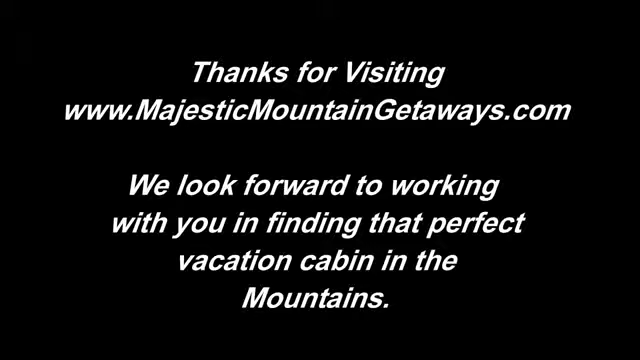 Thanks for Visiting
www.MajesticMountainGetaways.com
We look forward to working
with you in finding that perfect
vacation cabin in the
Mountains.